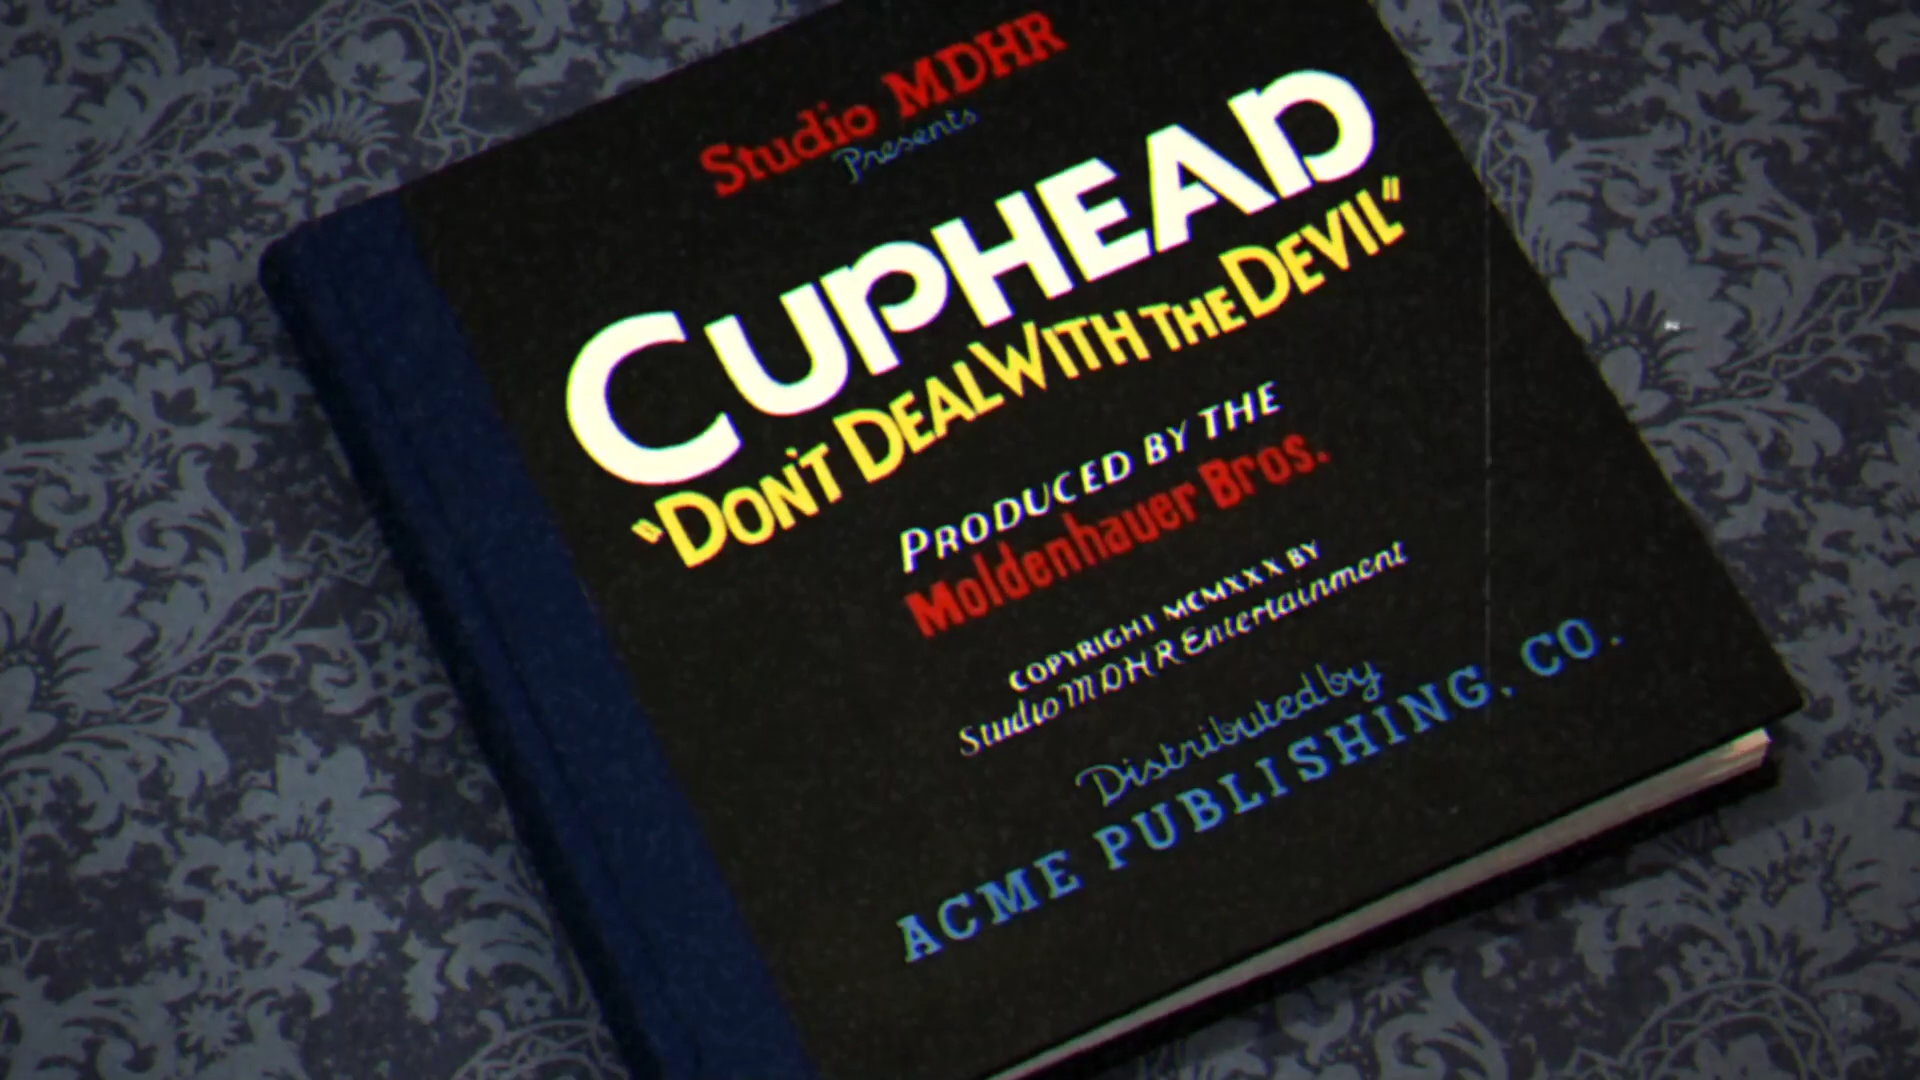 Studio MDHR
Presents
CUPHEAD
"DON'T DEAL WITH THE DEVIL"
PRODUCED BY THE
Moldenhauer Bros.
COPYRIGHT MCMXXX BY
Studio MDHR Entertainment
Distributed by
ACME PUBLISHING. CO.